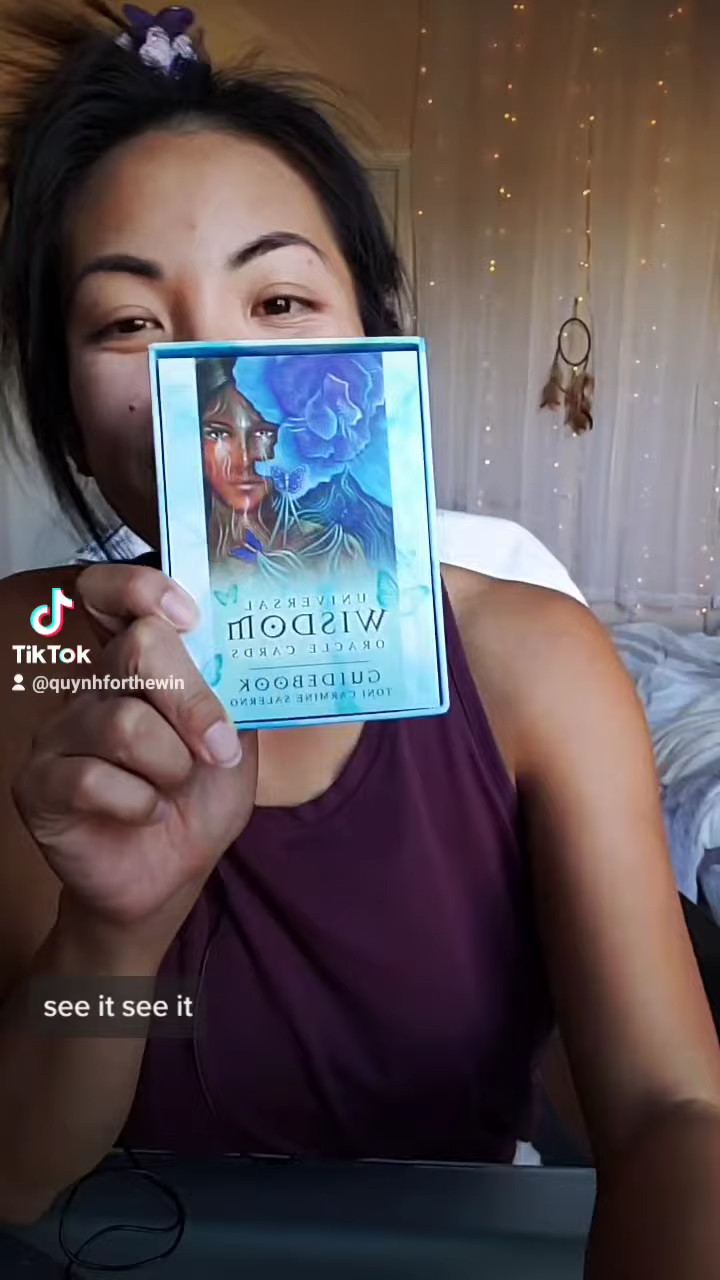 UNIVERSAL
WISDOM
ORACLE CARDS
GUIDEBOOK
TONI CARMINE SALERNO
TikTok
@quynhforthewin
see it see it